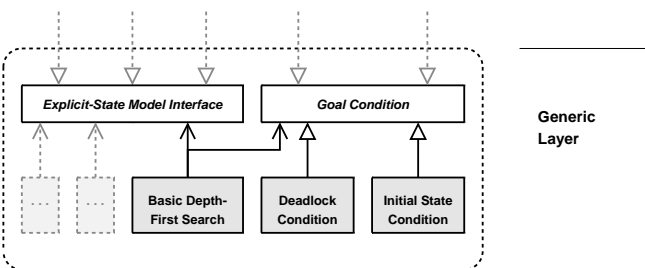 Explicit-State Model Interface
Goal Condition
Generic
Layer
. . .
. . .
Basic Depth-
First Search
Deadlock
Condition
Initial State
Condition